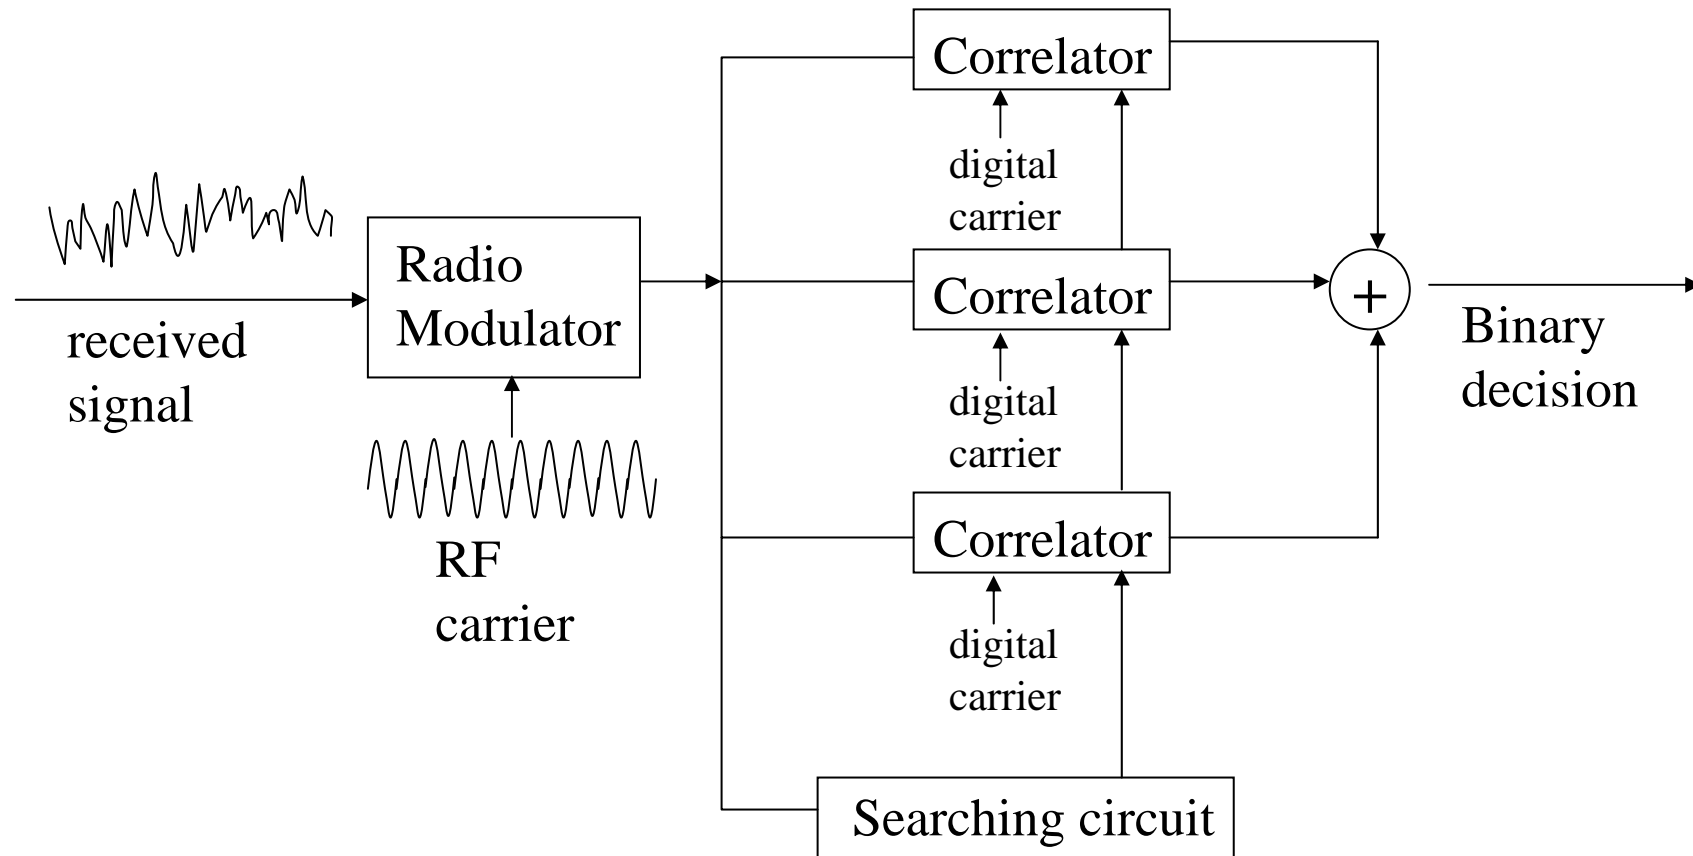 Correlator
digital
carrier
Radio
Modulator
received
signal
RF
carrier
Correlator
digital
carrier
Correlator
digital
carrier
Searching circuit
+
Binary
decision